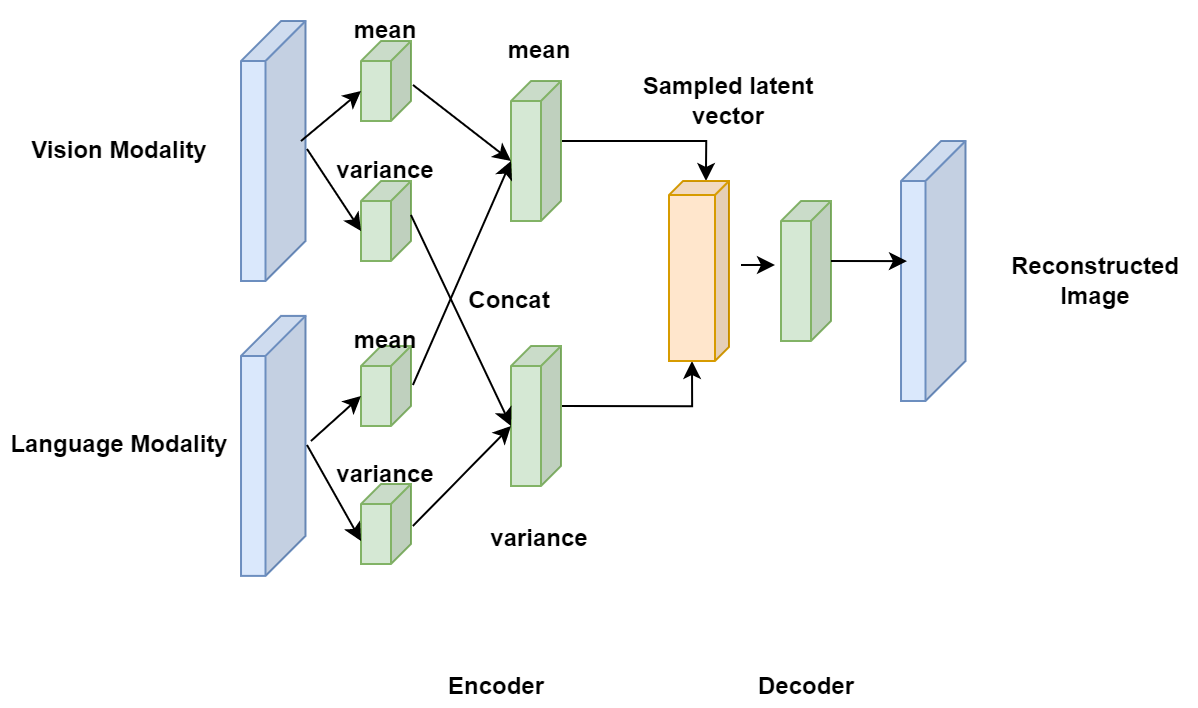 mean
mean
Sampled latent
vector
Vision Modality
variance
Reconstructed
Image
Concat
mean
Language Modality
variance
variance
Encoder
Decoder